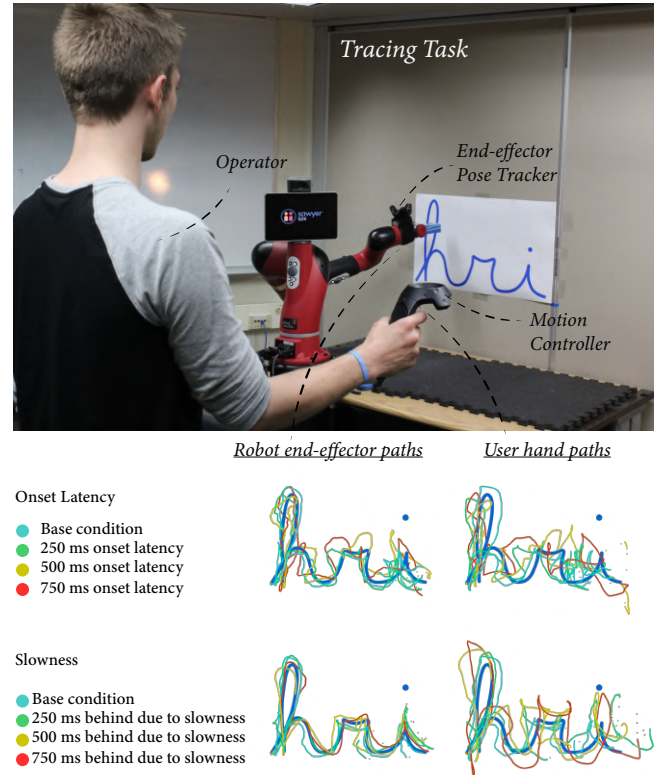 Tracing Task
Operator
End-effector
Pose Tracker
sawyer
hri
Motion
Controller
Robot end-effector paths
User hand paths
Onset Latency
Base condition
250 ms onset latency
500 ms onset latency
750 ms onset latency
Slowness
Base condition
250 ms behind due to slowness
500 ms behind due to slowness
750 ms behind due to slowness